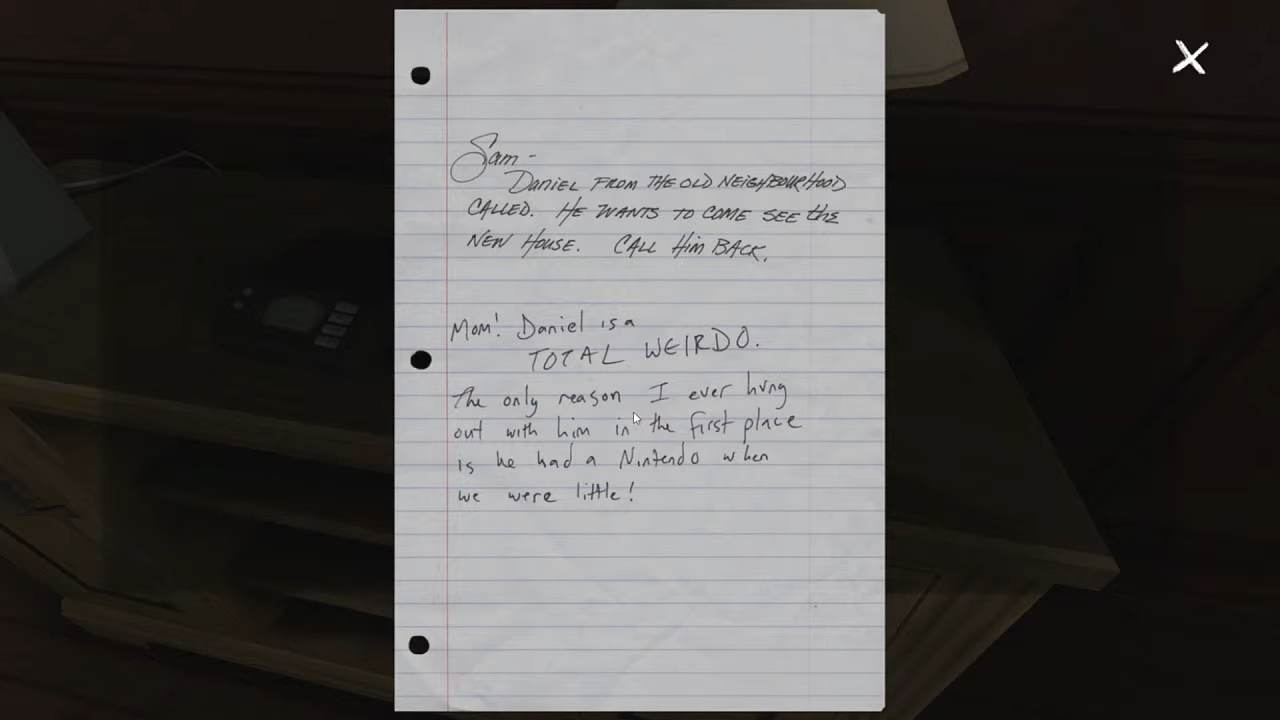 Sam-
DANIEL FROM THE OLD NEIGHBOURHOOD
CALLED. HE WANTS TO COME SEE the
NEW HOUSE. CALL HIM BACK.
Mom! Daniel is a
TOTAL WEIRDO.
The only reason I ever hung
out with him in the first place
is he had a Nintendo when
we were little!